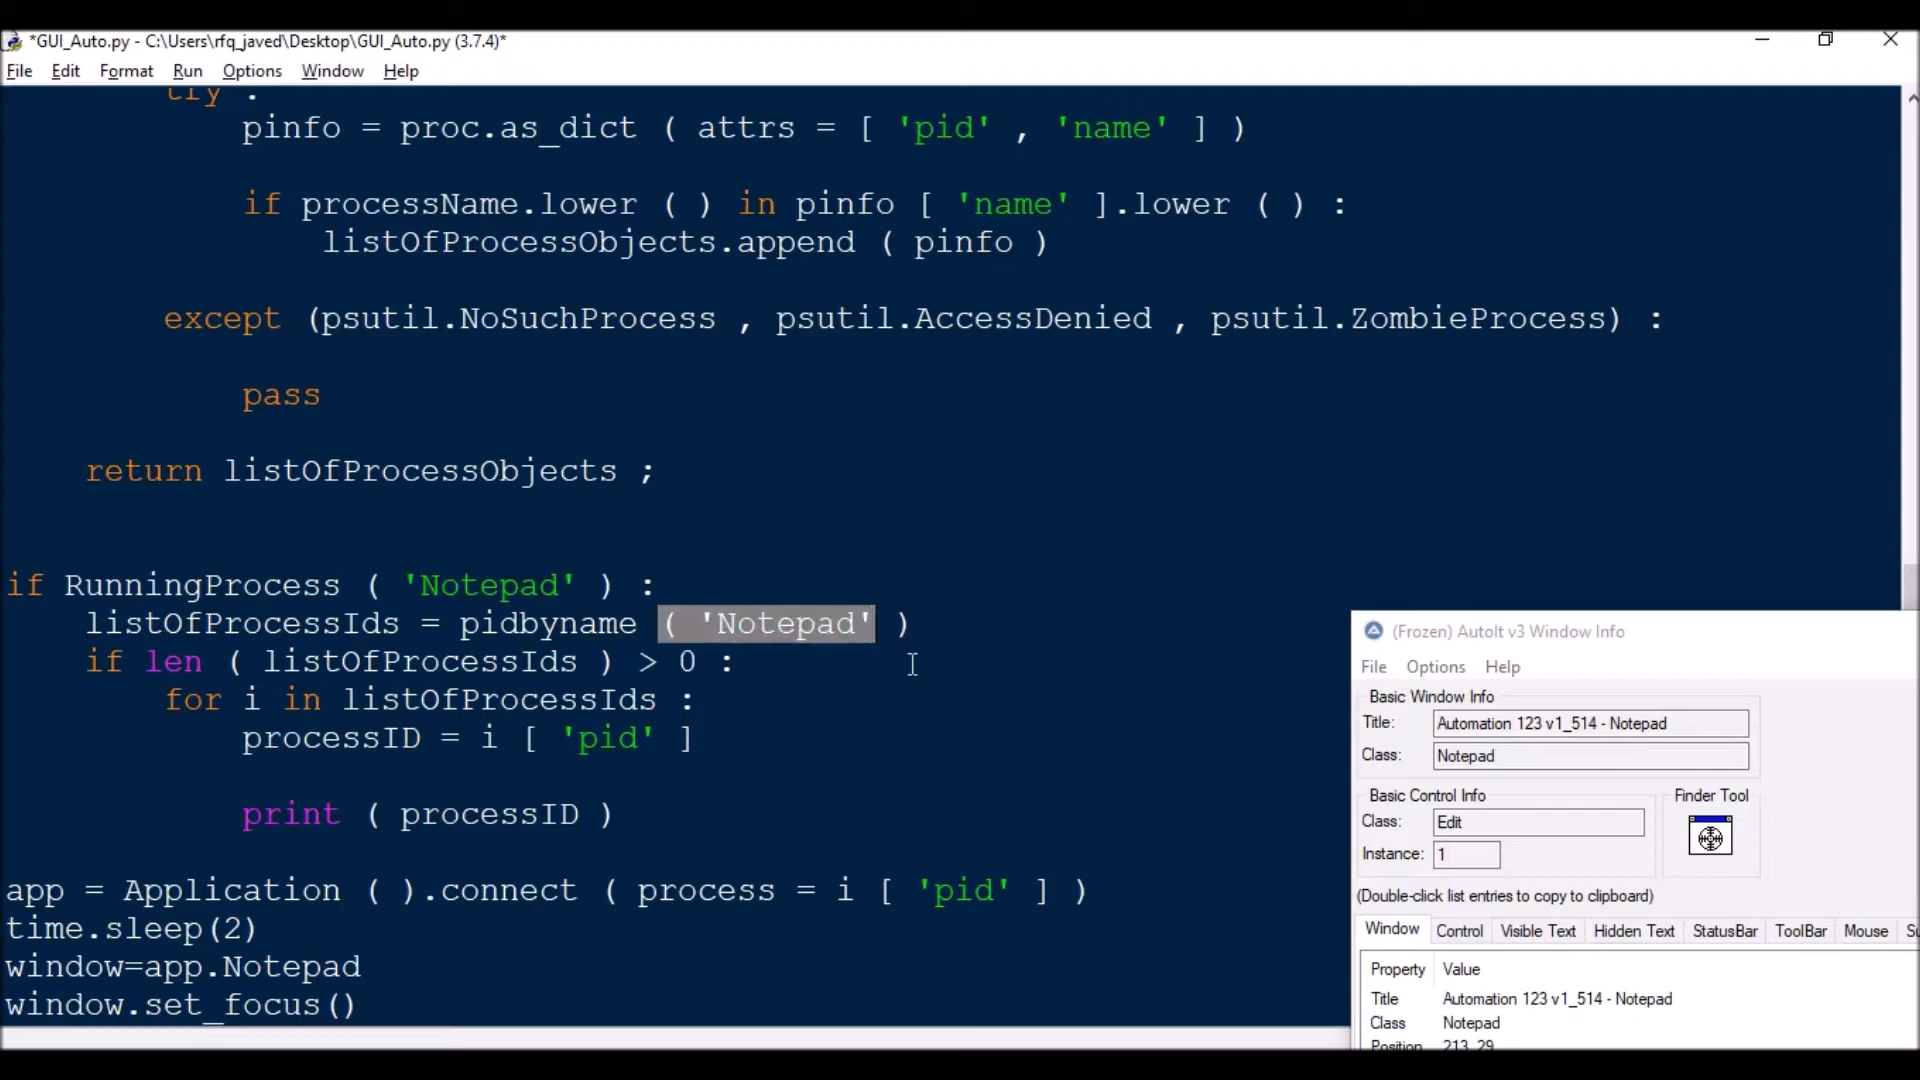 *GUI_Auto.py - C:\Users\rfq_javed\Desktop\GUI_Auto.py (3.7.4)*
File Edit Format Run Options Window Help
try :
pinfo = proc.as_dict ( attrs = [ 'pid' , 'name' ] )
if processName.lower ( ) in pinfo [ 'name' ].lower ( ) :
listOfProcessObjects.append ( pinfo )
except (psutil.NoSuchProcess , psutil.AccessDenied , psutil.ZombieProcess) :
pass
return listOfProcessObjects ;
if RunningProcess ( 'Notepad' ) :
listOfProcessIds = pidbyname ( 'Notepad' )
if len ( listOfProcessIds ) > 0 :
for i in listOfProcessIds :
processID = i [ 'pid' ]
print ( processID )
app = Application ( ).connect ( process = i [ 'pid' ] )
time.sleep(2)
window=app.Notepad
window.set_focus()
(Frozen) AutoIt v3 Window Info
File Options Help
Basic Window Info
Title: Automation 123 v1_514 - Notepad
Class: Notepad
Basic Control Info
Class: Edit
Instance: 1
Finder Tool
(Double-click list entries to copy to clipboard)
Window Control Visible Text Hidden Text StatusBar ToolBar Mouse
Property Value
Title Automation 123 v1_514 - Notepad
Class Notepad
Position 213, 29